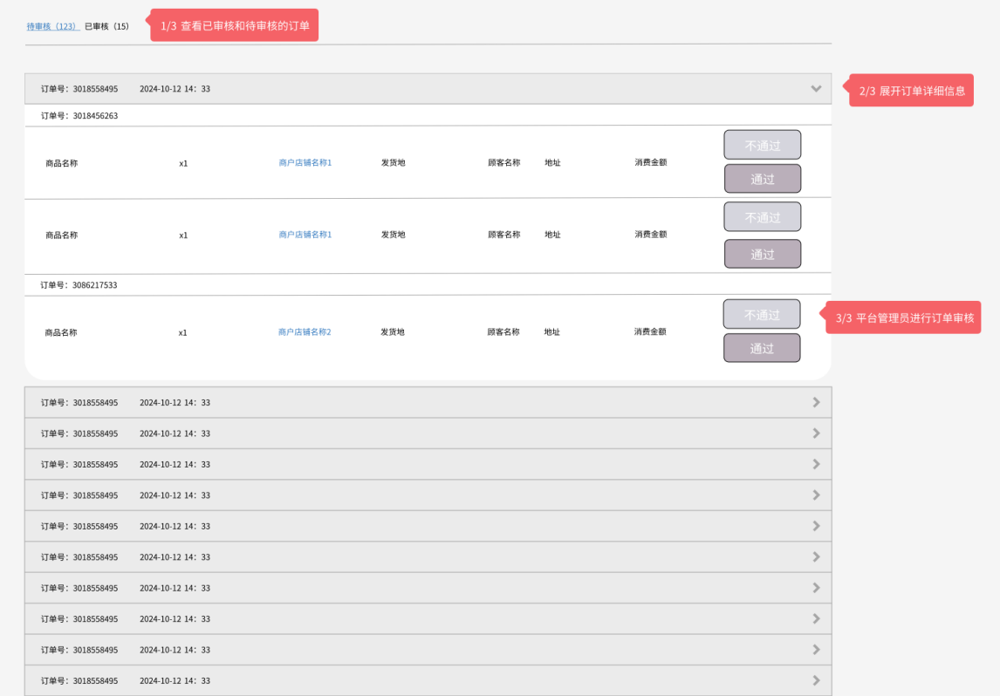 待审核（123） 已审核（15） 1/3 查看已审核和待审核的订单
订单号：3018558495 2024-10-12 14：33
2/3 展开订单详细信息
订单号：3018456263
不通过
商品名称 x1 商户店铺名称1 发货地 顾客名称 地址 消费金额
通过
不通过
商品名称 x1 商户店铺名称1 发货地 顾客名称 地址 消费金额
通过
订单号：3086217533
不通过
3/3 平台管理员进行订单审核
商品名称 x1 商户店铺名称2 发货地 顾客名称 地址 消费金额
通过
订单号：3018558495 2024-10-12 14：33
订单号：3018558495 2024-10-12 14：33
订单号：3018558495 2024-10-12 14：33
订单号：3018558495 2024-10-12 14：33
订单号：3018558495 2024-10-12 14：33
订单号：3018558495 2024-10-12 14：33
订单号：3018558495 2024-10-12 14：33
订单号：3018558495 2024-10-12 14：33
订单号：3018558495 2024-10-12 14：33
订单号：3018558495 2024-10-12 14：33